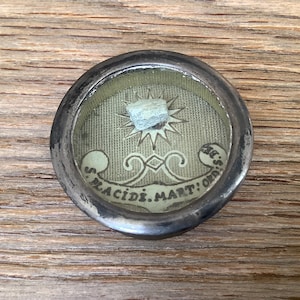 S. PLACIDE. MART: ORD: S. B.